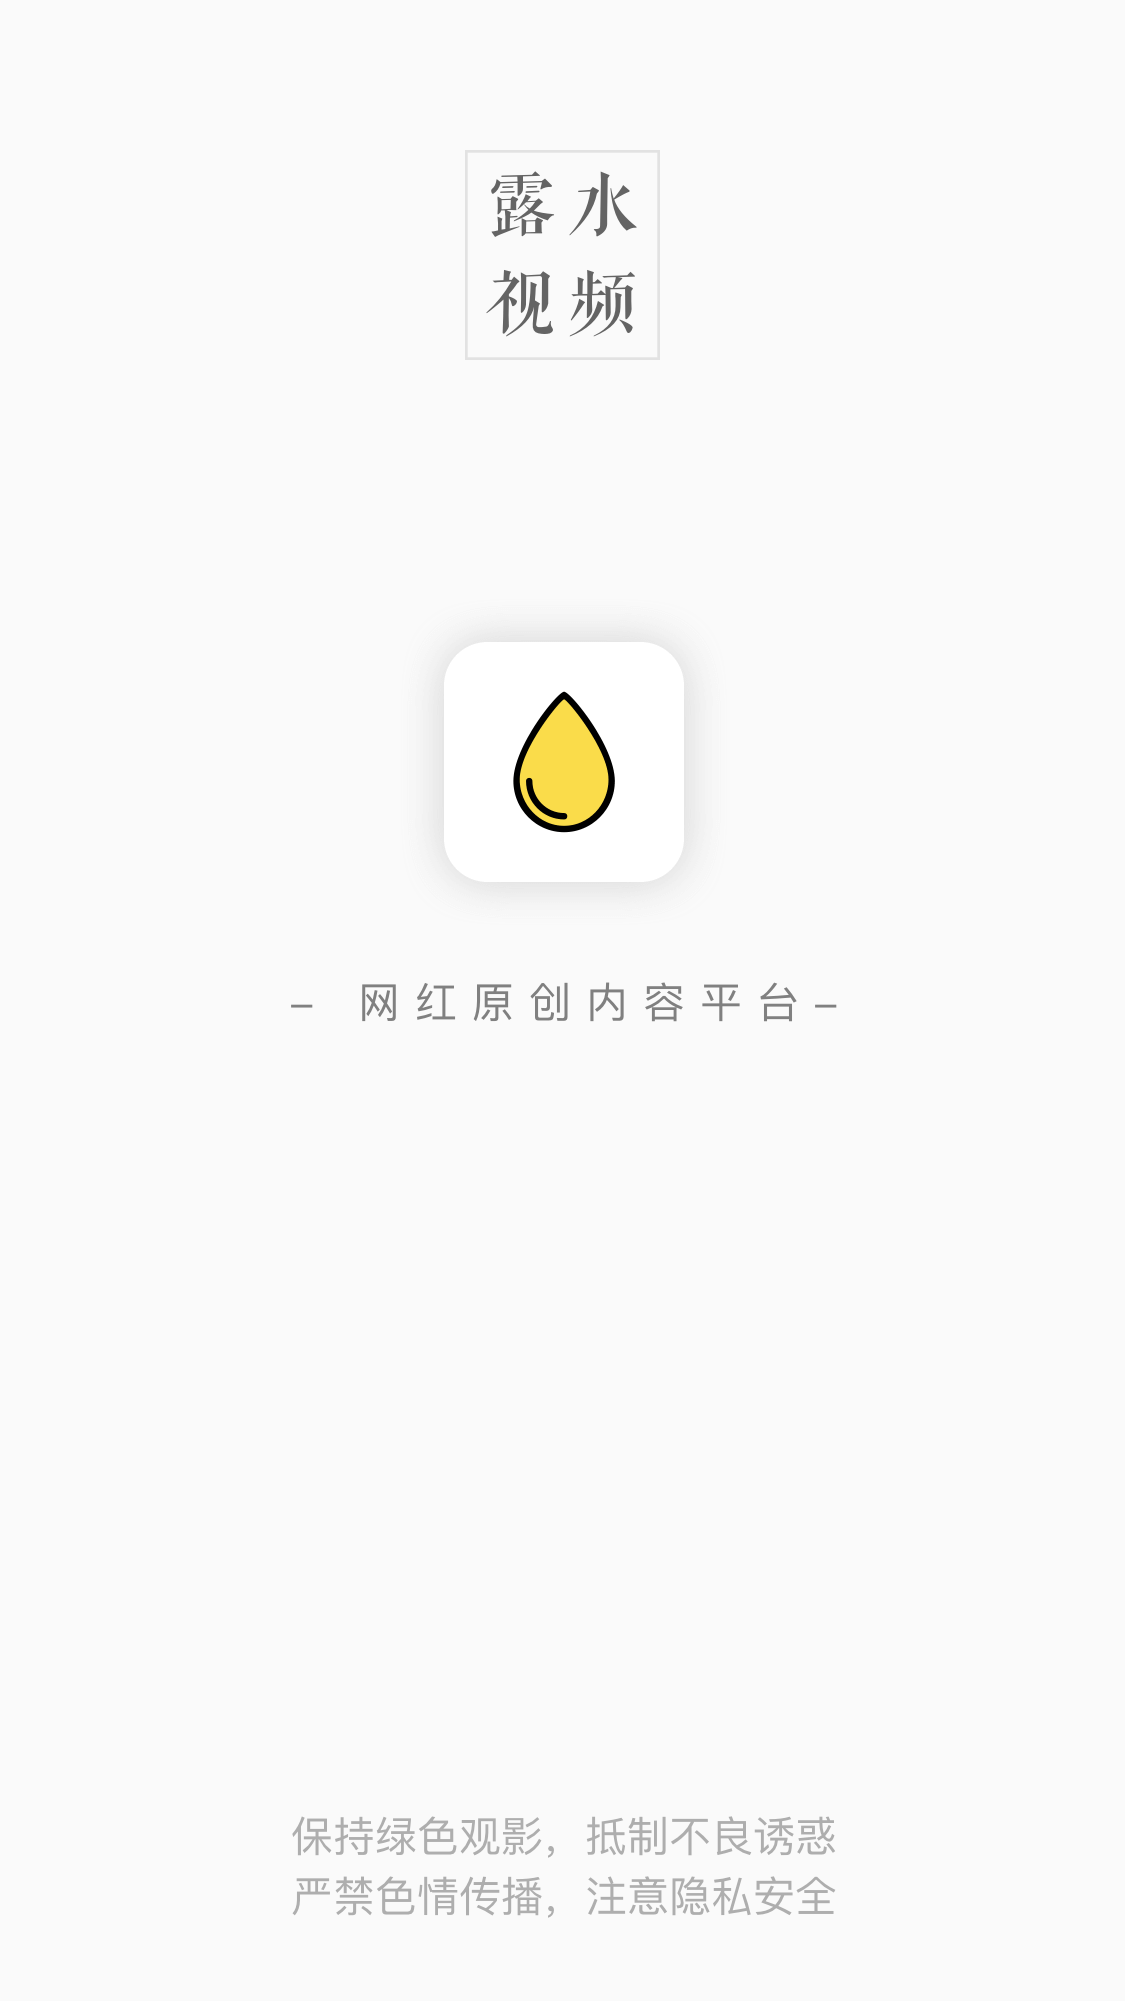 露水
视频
– 网红原创内容平台 –
保持绿色观影，抵制不良诱惑
严禁色情传播，注意隐私安全